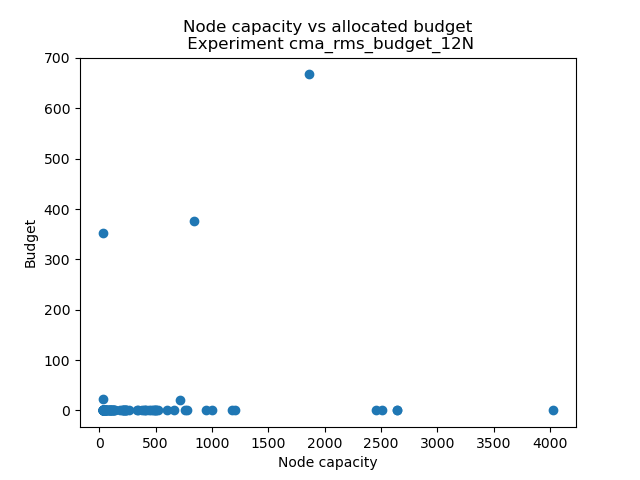 Node capacity vs allocated budget
Experiment cma_rms_budget_12N
700
600
500
400
300
200
100
0
Budget
0 500 1000 1500 2000 2500 3000 3500 4000
Node capacity